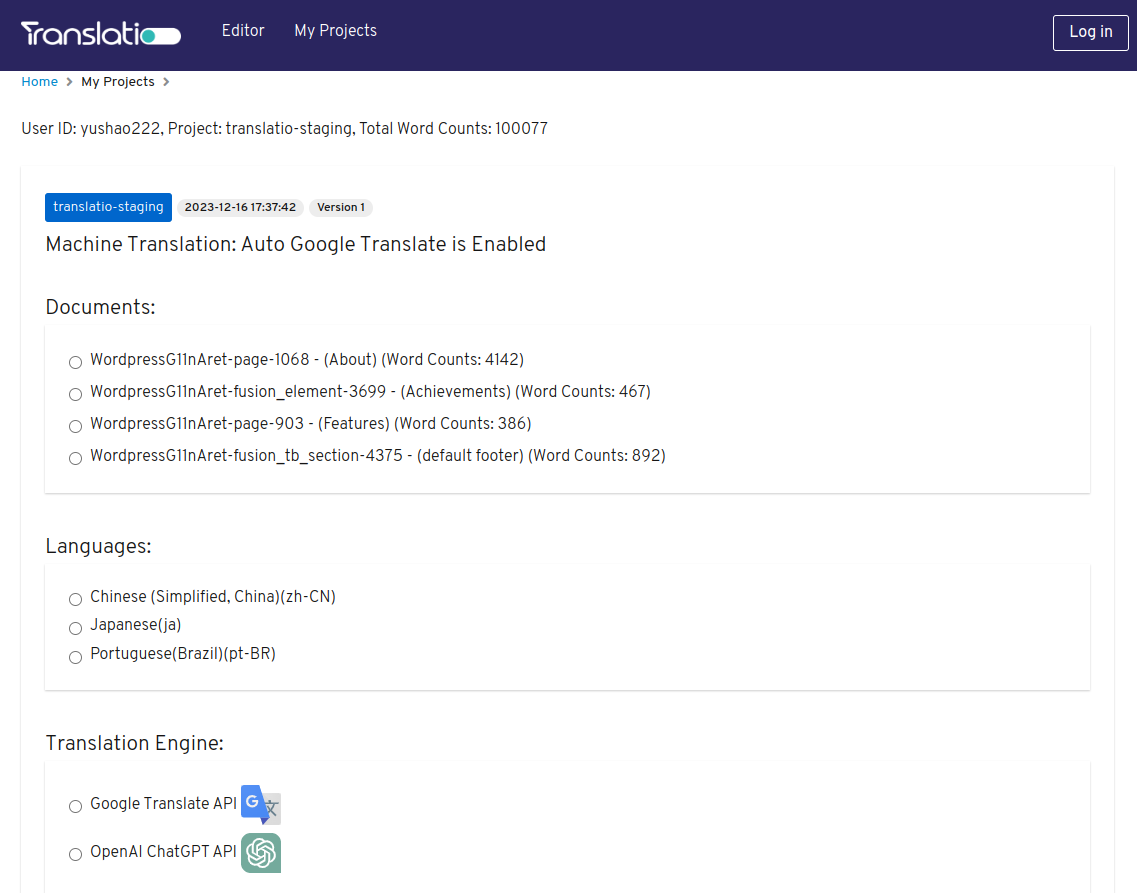 Translatio
Editor
My Projects
Log in
Home > My Projects >
User ID: yushao222, Project: translatio-staging, Total Word Counts: 100077
translatio-staging 2023-12-16 17:37:42 Version 1
Machine Translation: Auto Google Translate is Enabled
Documents:
WordpressG11nAret-page-1068 - (About) (Word Counts: 4142)
WordpressG11nAret-fusion_element-3699 - (Achievements) (Word Counts: 467)
WordpressG11nAret-page-903 - (Features) (Word Counts: 386)
WordpressG11nAret-fusion_tb_section-4375 - (default footer) (Word Counts: 892)
Languages:
Chinese (Simplified, China)(zh-CN)
Japanese(ja)
Portuguese(Brazil)(pt-BR)
Translation Engine:
Google Translate API G 文
OpenAI ChatGPT API